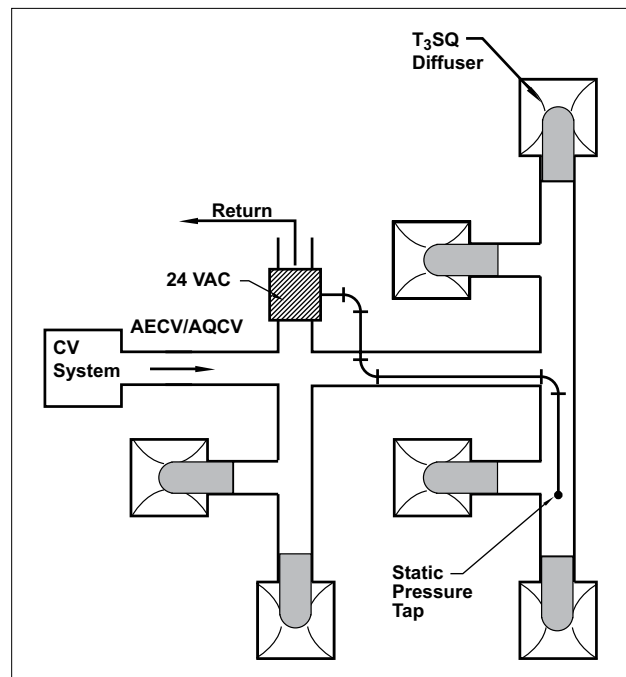 T₃SQ
Diffuser
Return
24 VAC
AECV/AQCV
CV
System
Static
Pressure
Tap